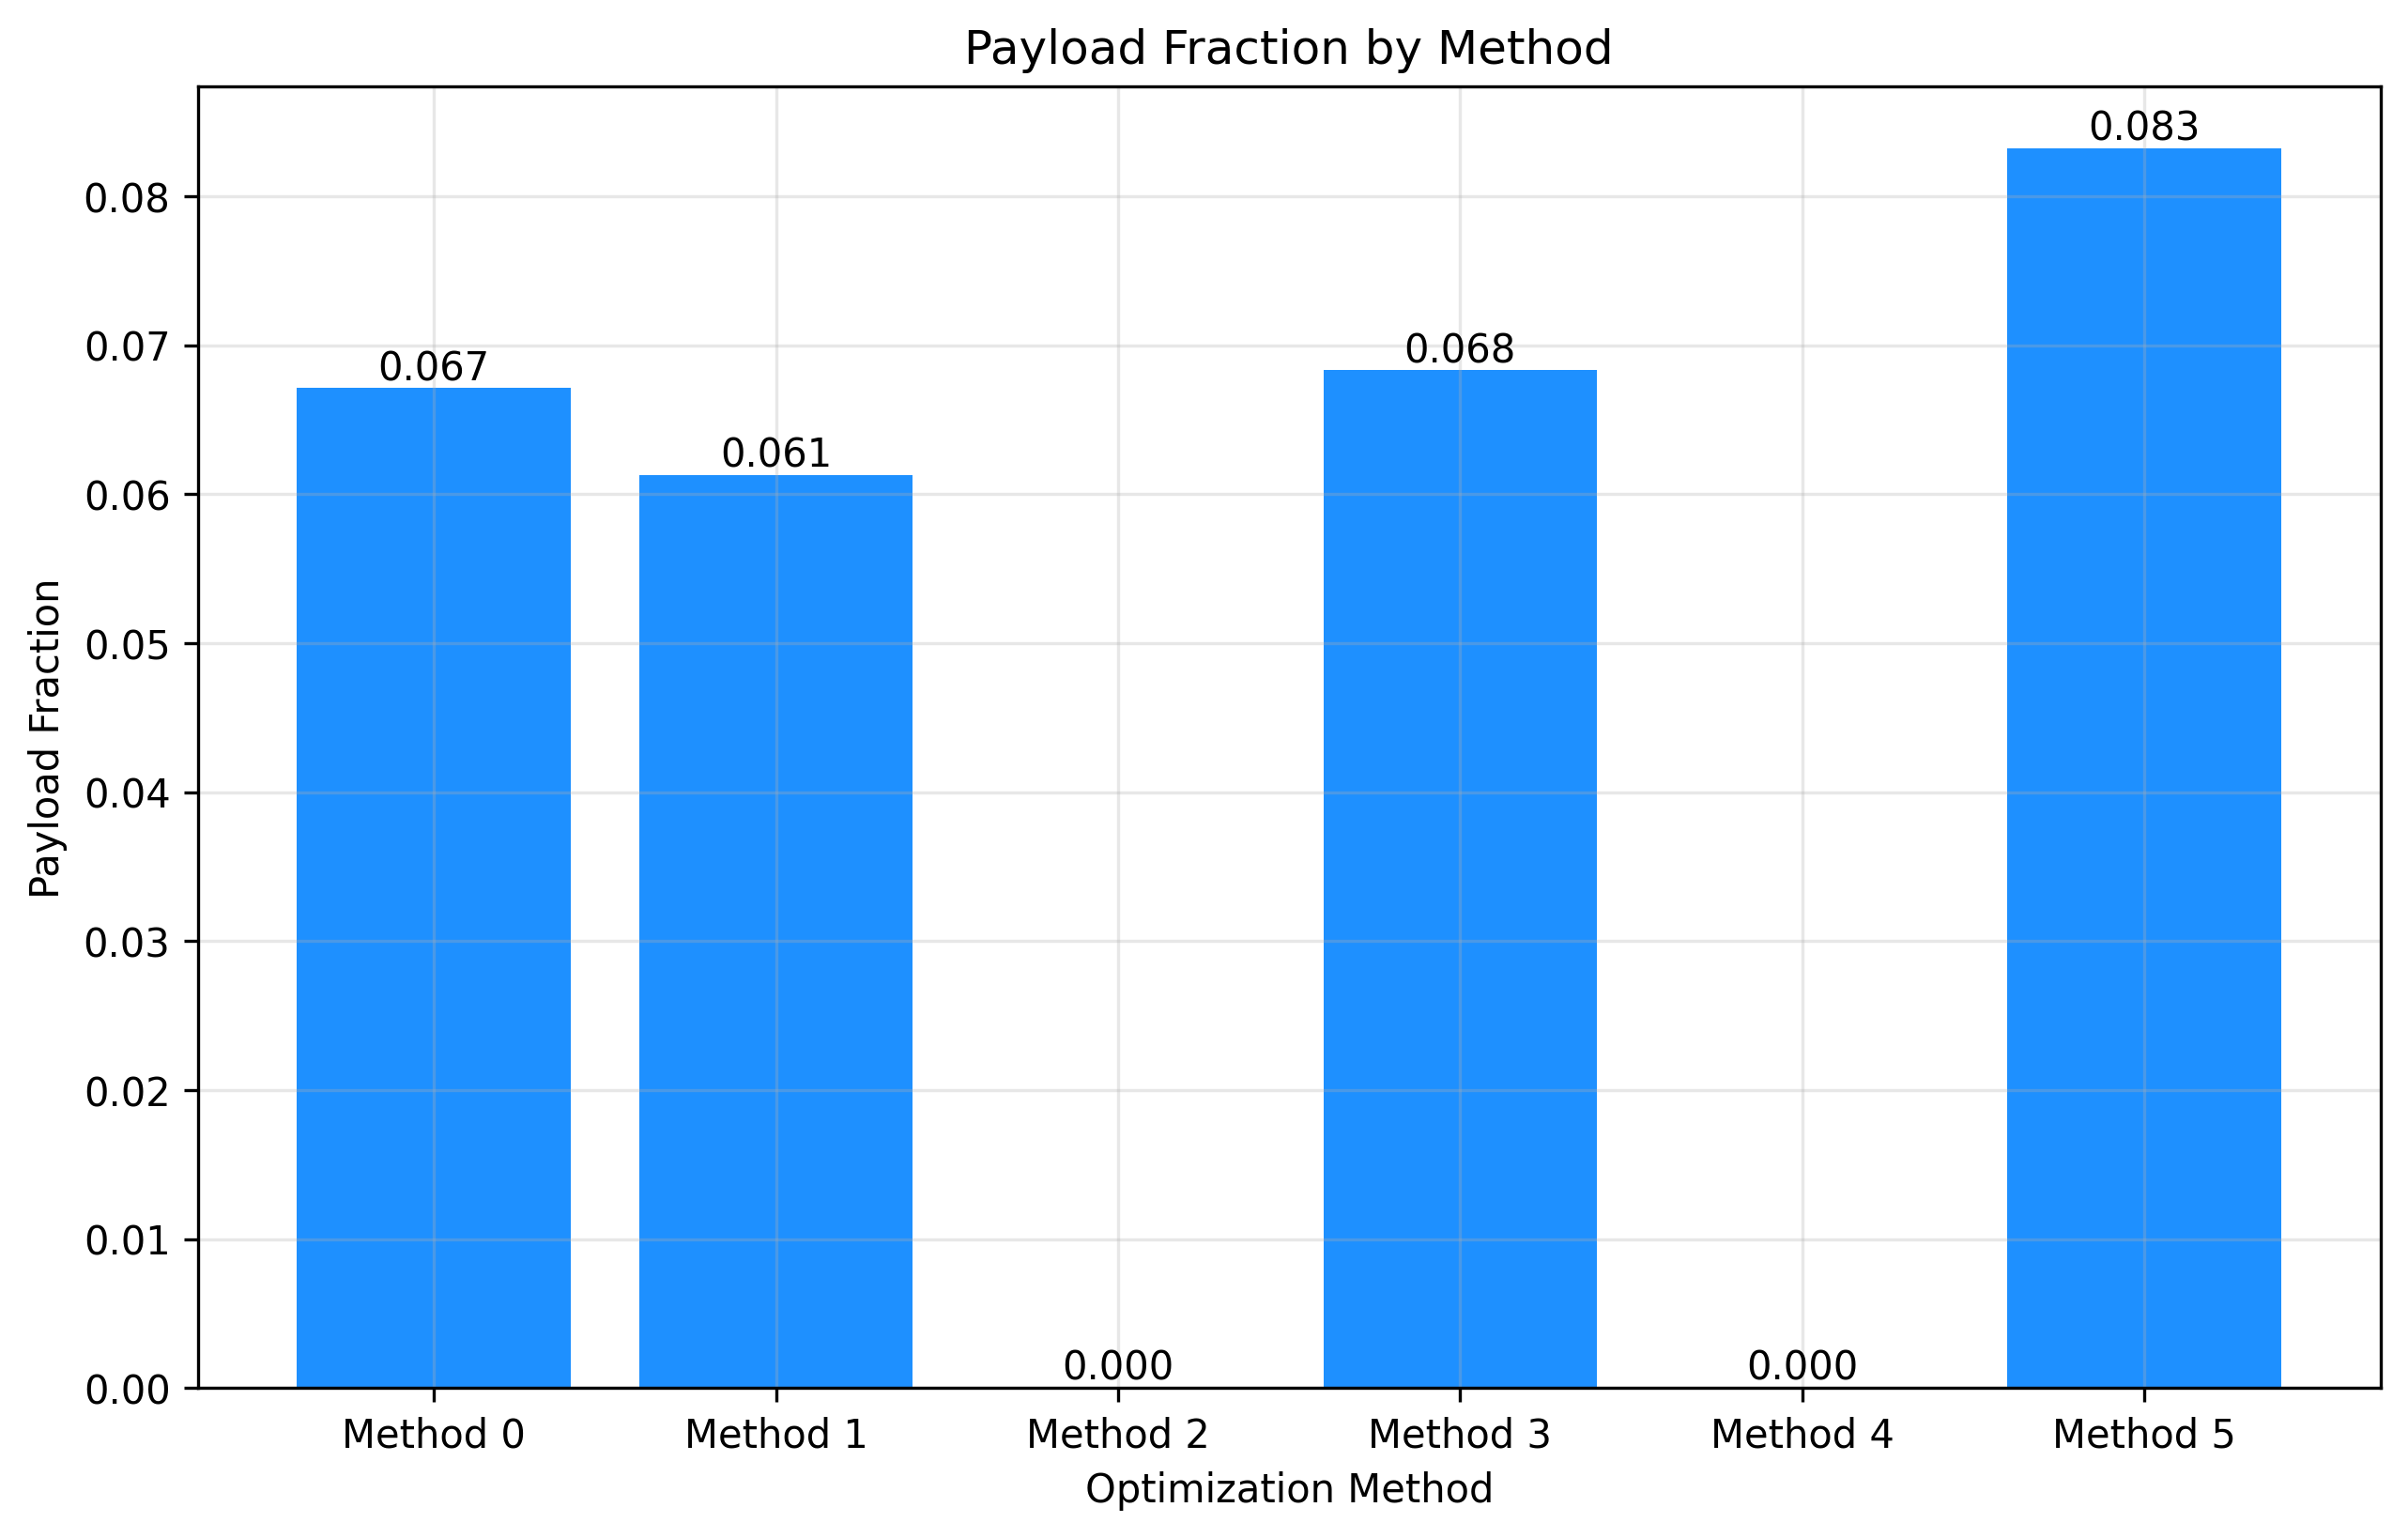 Payload Fraction by Method
0.083
0.08
0.07
0.068
0.067
0.061
0.06
0.05
0.04
0.03
0.02
0.01
0.000
0.000
0.00
Payload Fraction
Method 0
Method 1
Method 2
Method 3
Method 4
Method 5
Optimization Method